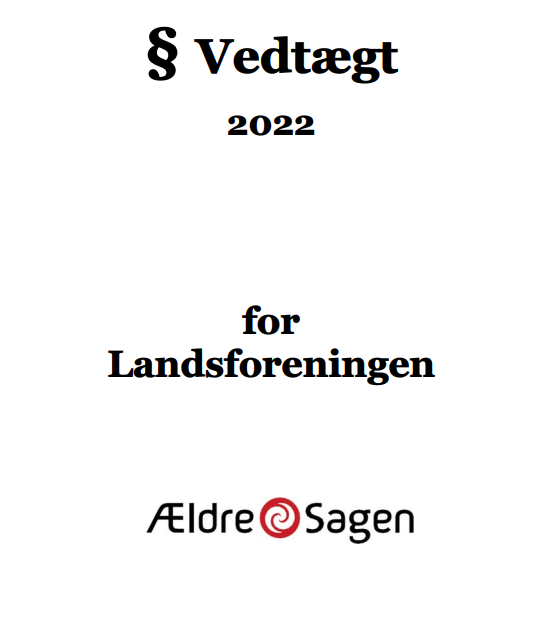 § Vedtægt
2022
for
Landsforeningen
Ældre Sagen